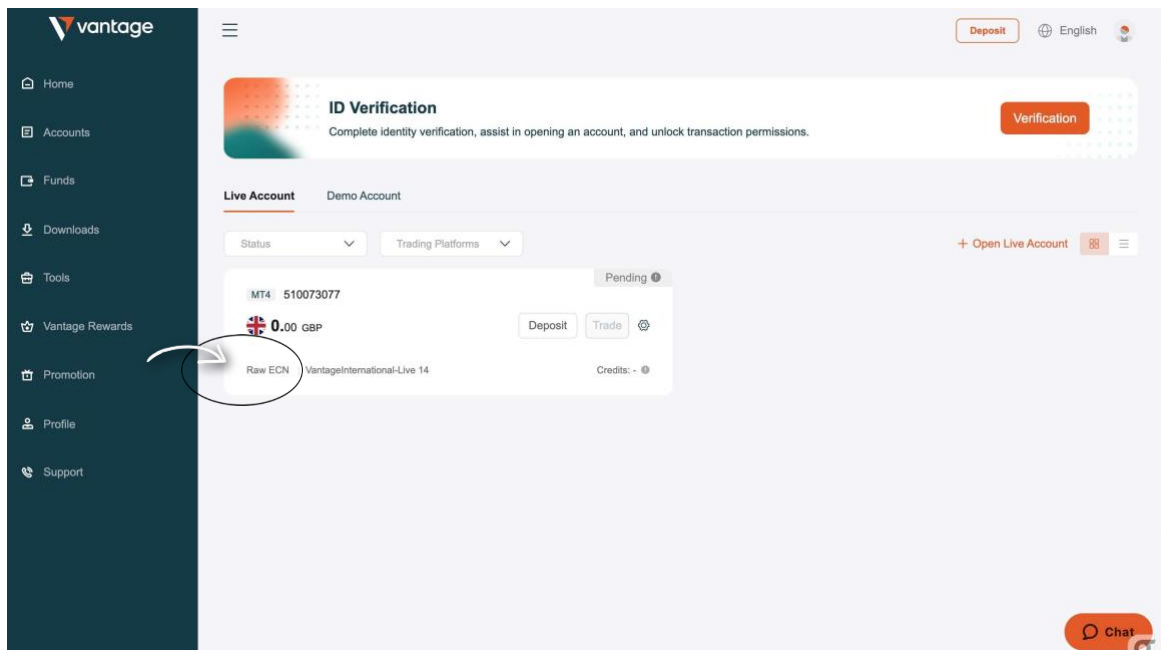 vantage
Deposit English
Home
Accounts
Funds
Downloads
Tools
Vantage Rewards
Promotion
Profile
Support
ID Verification
Complete identity verification, assist in opening an account, and unlock transaction permissions.
Verification
Live Account Demo Account
Status Trading Platforms + Open Live Account
Pending
MT4 510073077
0.00 GBP Deposit Trade
Raw ECN VantageInternational-Live 14 Credits: -
Chat